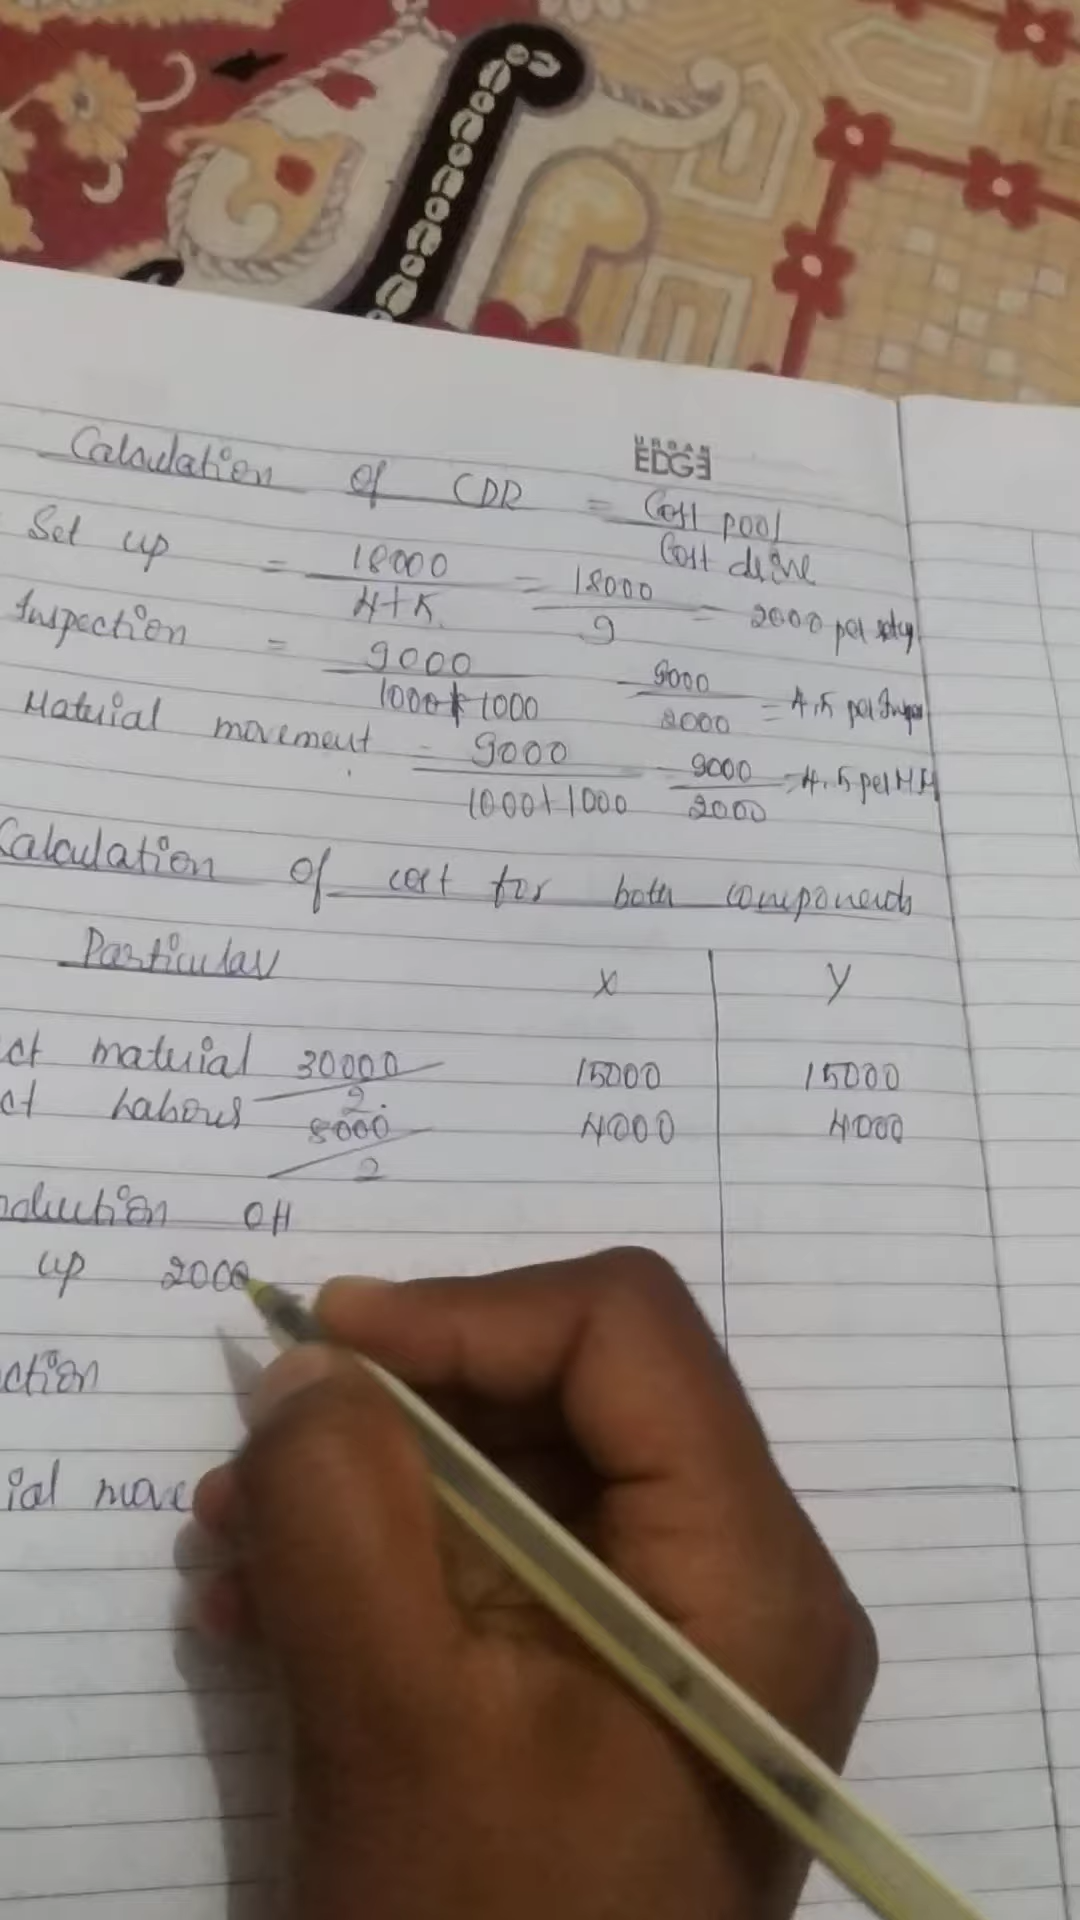 URBAN
EDGE
Calculation of CDR = Cost pool
Cost drive
Set up = 18000 = 18000 = 2000 per setup
4+5 9
Inspection = 9000 9000 = 4.5 per
1000+1000 2000
Material movement = 9000 9000 = 4.5 per MH
1000+1000 2000
Calculation of cost for both components
Particular X Y
ct material 30000 15000 15000
2
ct Labours 8000 4000 4000
2
oduction OH
up 2000
ction
ial move